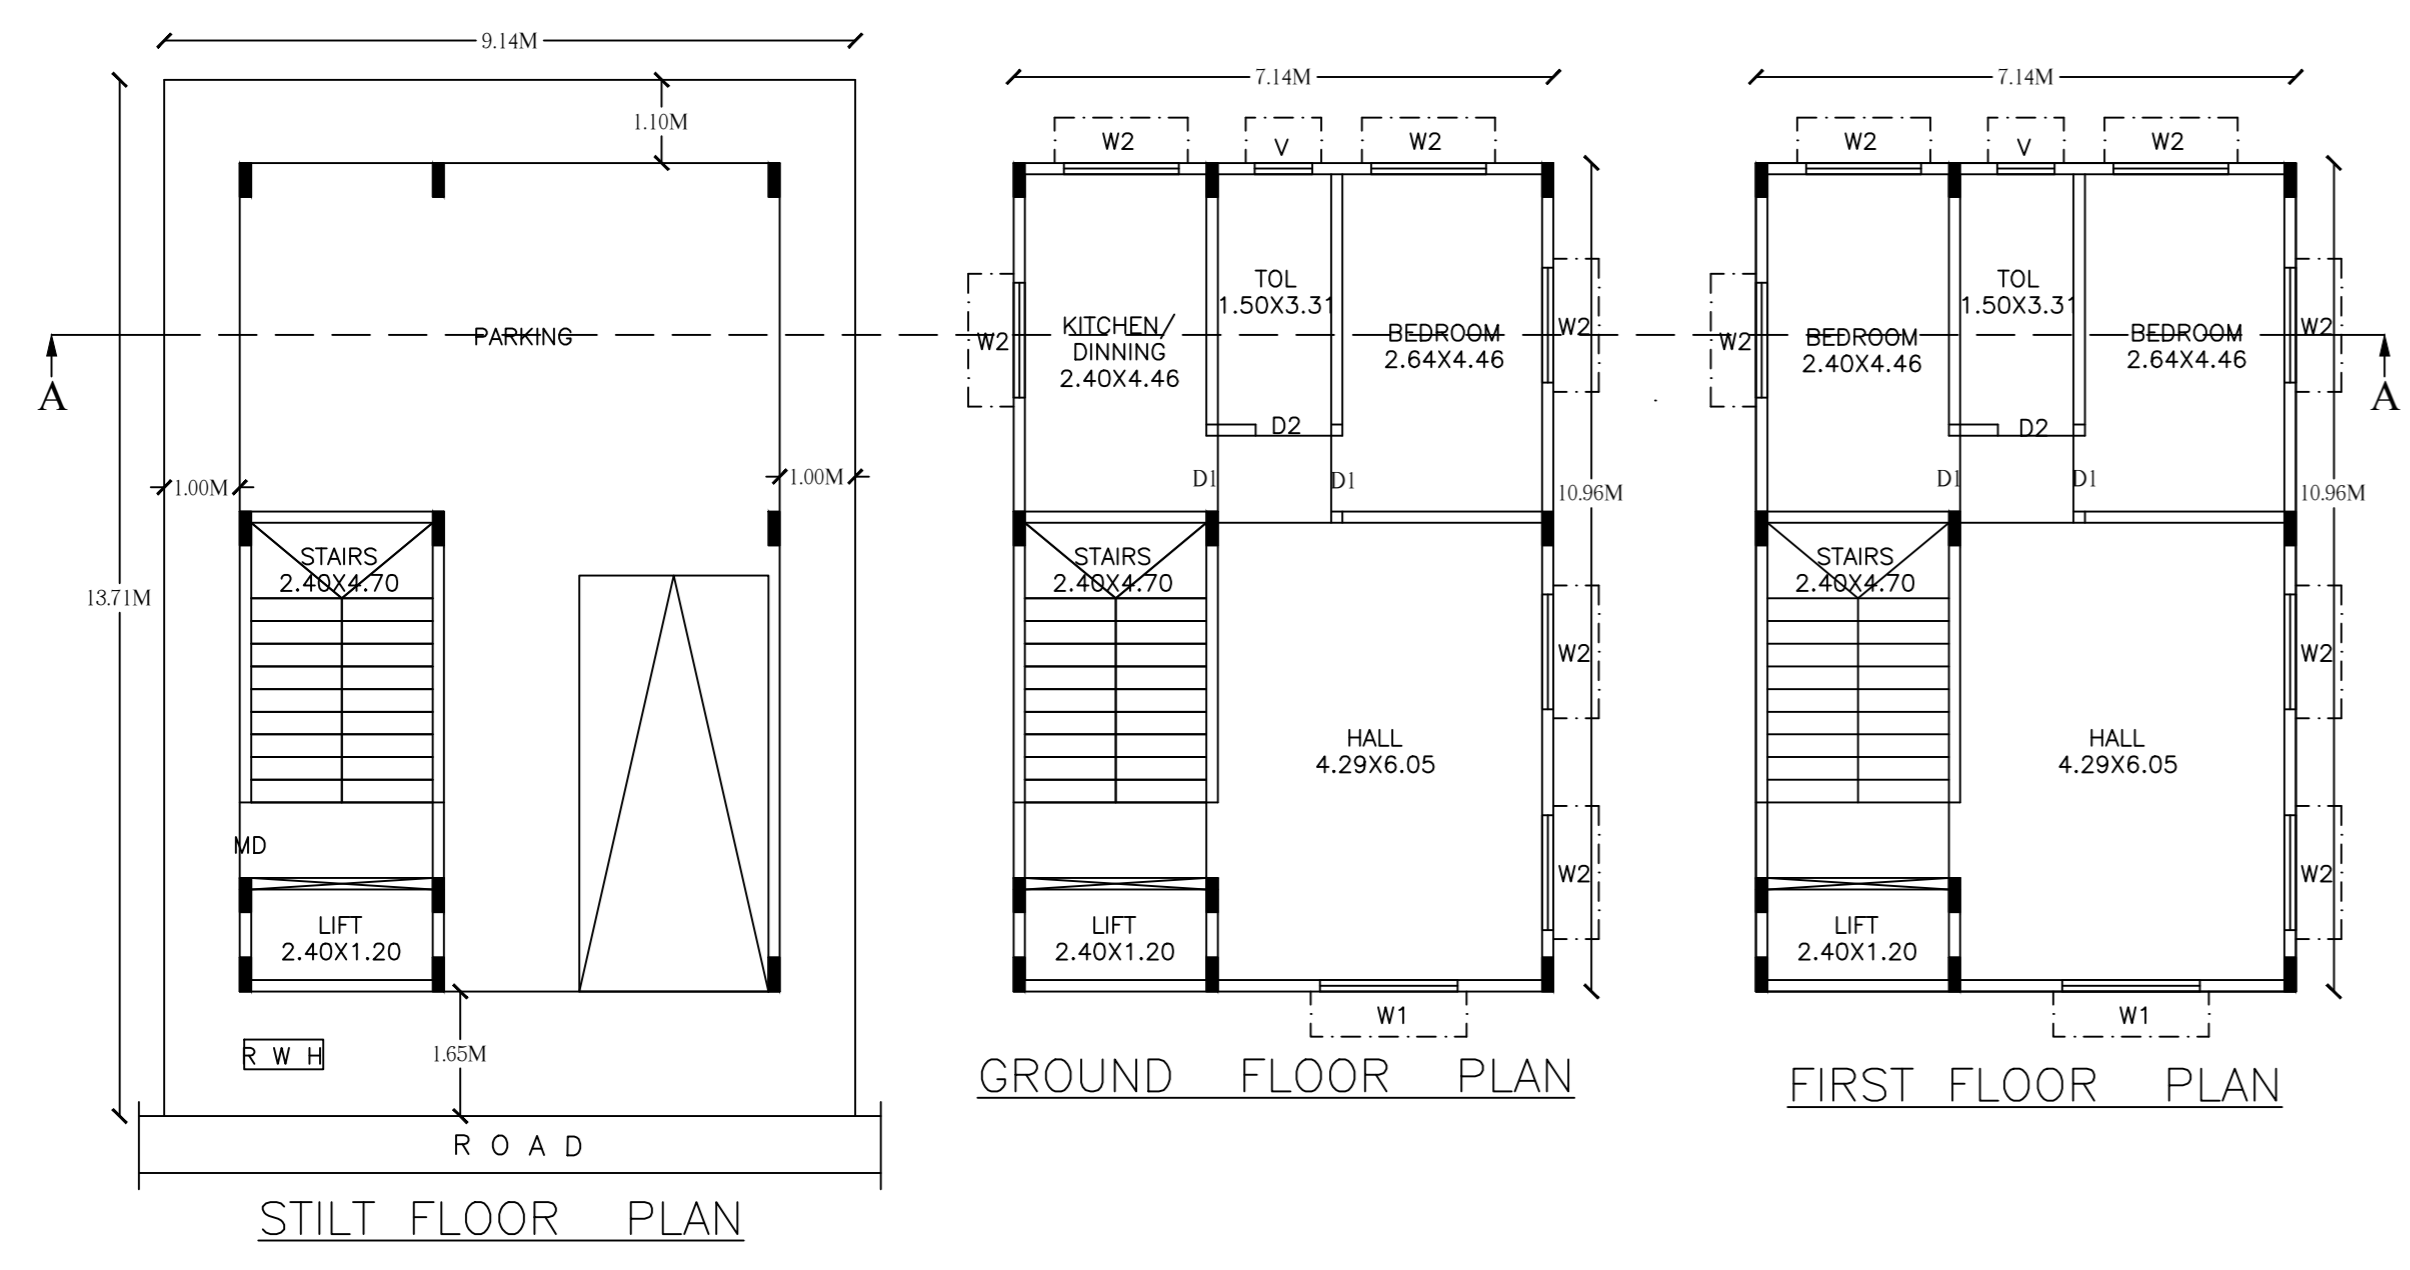 9.14M
1.10M
PARKING
A
1.00M
1.00M
13.71M
STAIRS
2.40X4.70
MD
LIFT
2.40X1.20
R W H
1.65M
R O A D
STILT FLOOR PLAN
7.14M
W2
V
W2
TOL
1.50X3.31
W2
KITCHEN/
DINNING
2.40X4.46
BEDROOM
2.64X4.46
W2
D2
D1
D1
10.96M
STAIRS
2.40X4.70
W2
HALL
4.29X6.05
W2
LIFT
2.40X1.20
W1
GROUND FLOOR PLAN
7.14M
W2
V
W2
TOL
1.50X3.31
W2
BEDROOM
2.40X4.46
BEDROOM
2.64X4.46
W2
A
D2
D1
D1
10.96M
STAIRS
2.40X4.70
W2
HALL
4.29X6.05
W2
LIFT
2.40X1.20
W1
FIRST FLOOR PLAN